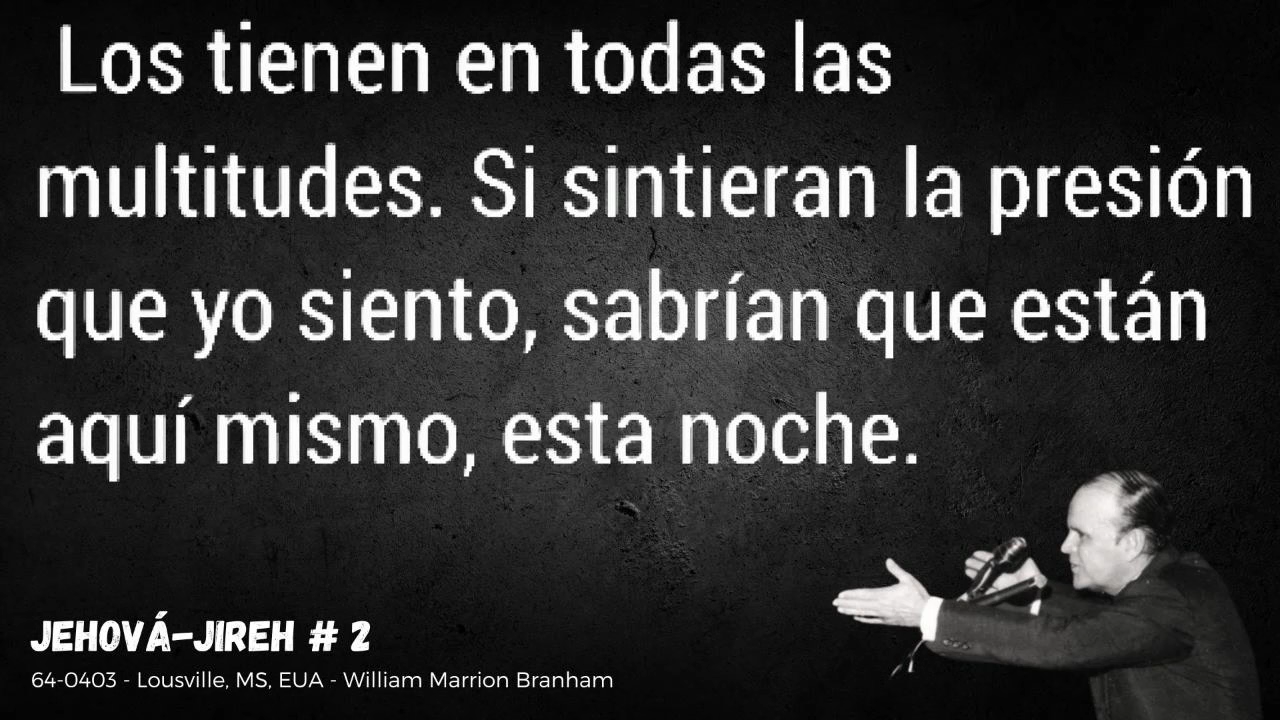 Los tienen en todas las
multitudes. Si sintieran la presión
que yo siento, sabrían que están
aquí mismo, esta noche.
JEHOVÁ-JIREH # 2
64-0403 - Lousville, MS, EUA - William Marrion Branham